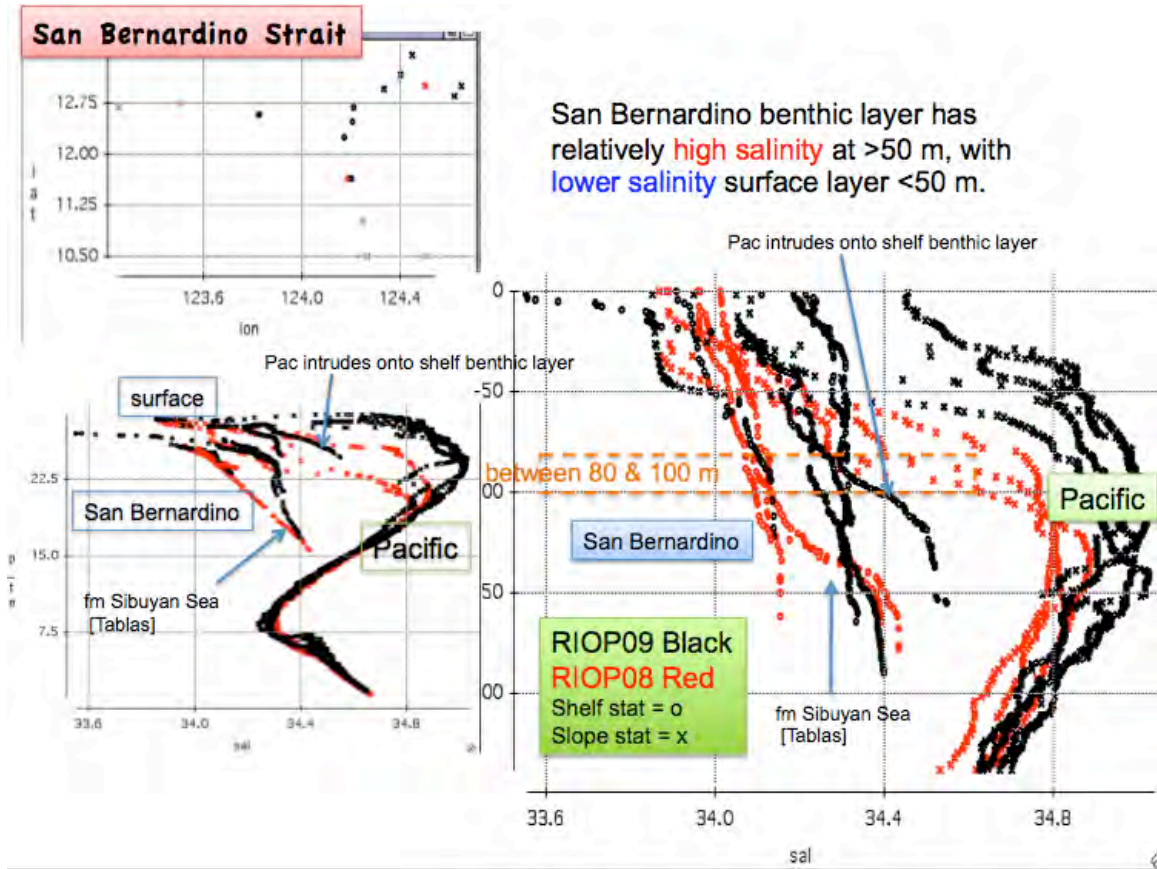 San Bernardino Strait
12.75
12.00
11.25
10.50
123.6 124.0 124.4
lon
San Bernardino benthic layer has
relatively high salinity at >50 m, with
lower salinity surface layer <50 m.
Pac intrudes onto shelf benthic layer
Pac intrudes onto shelf benthic layer
surface
22.5
San Bernardino
15.0
Pacific
fm Sibuyan Sea
[Tablas]
7.5
33.6 34.0 34.4 34.8
sal
0
-50
between 80 & 100 m
00
Pacific
San Bernardino
50
RIOP09 Black
RIOP08 Red
Shelf stat = o
Slope stat = x
00
fm Sibuyan Sea
[Tablas]
33.6 34.0 34.4 34.8
sal